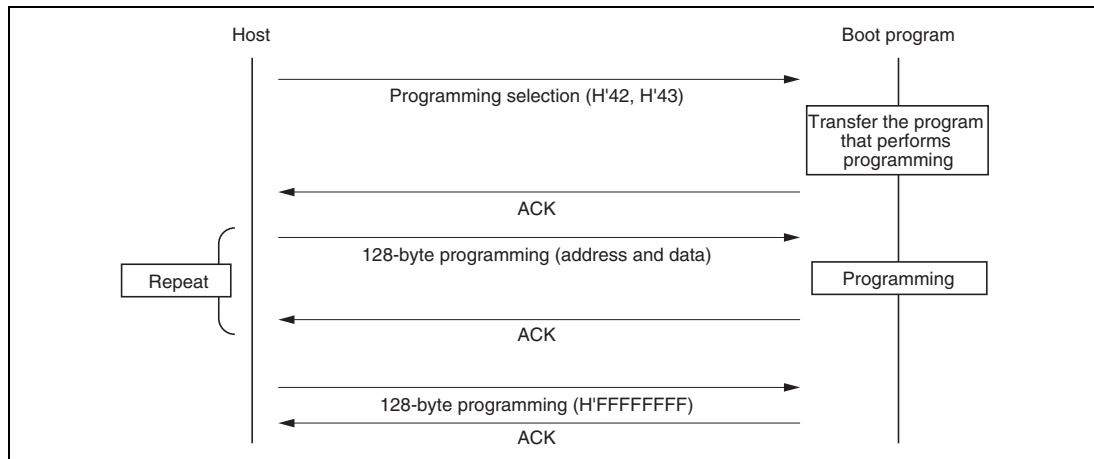 Host
Boot program
Programming selection (H'42, H'43)
Transfer the program
that performs
programming
ACK
128-byte programming (address and data)
Repeat
Programming
ACK
128-byte programming (H'FFFFFFFF)
ACK